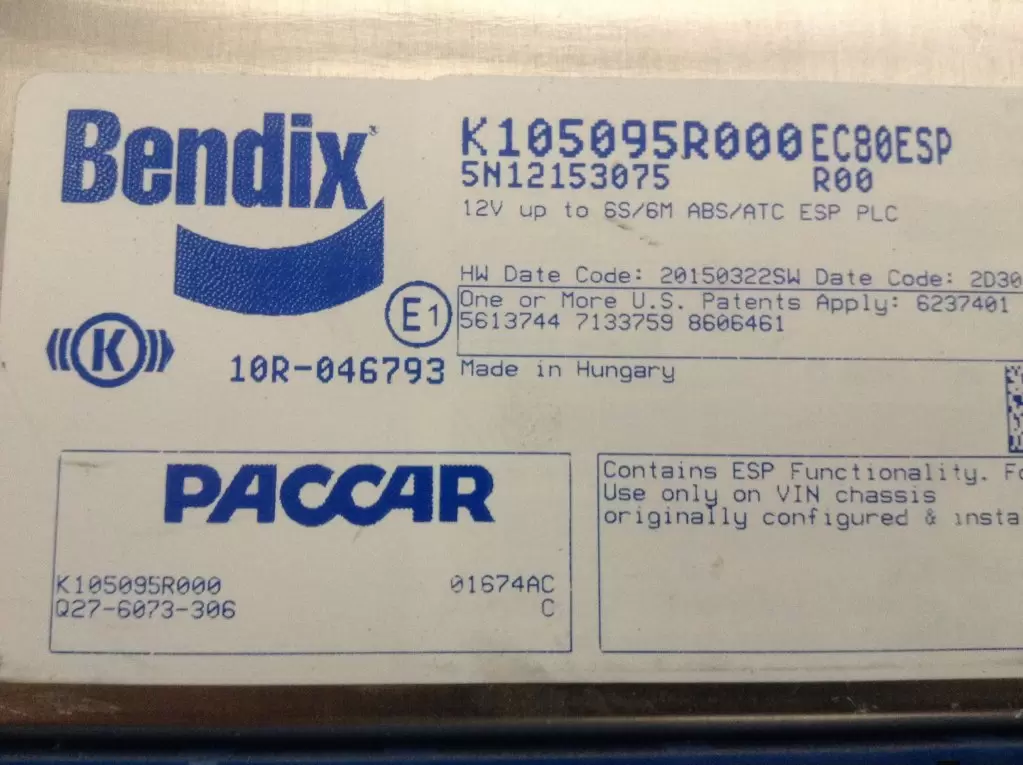 Bendix
K105095R000 EC80ESP
SN12153075 R00
12V up to 6S/6M ABS/ATC ESP PLC
HW Date Code: 20150322SW Date Code: 2D30
One or More U.S. Patents Apply: 6237401
5613744 7133759 8606461
E1
K
10R-046793
Made in Hungary
PACCAR
K105095R000 01674AC
Q27-6073-306 C
Contains ESP Functionality.
Use only on VIN chassis
originally configured &